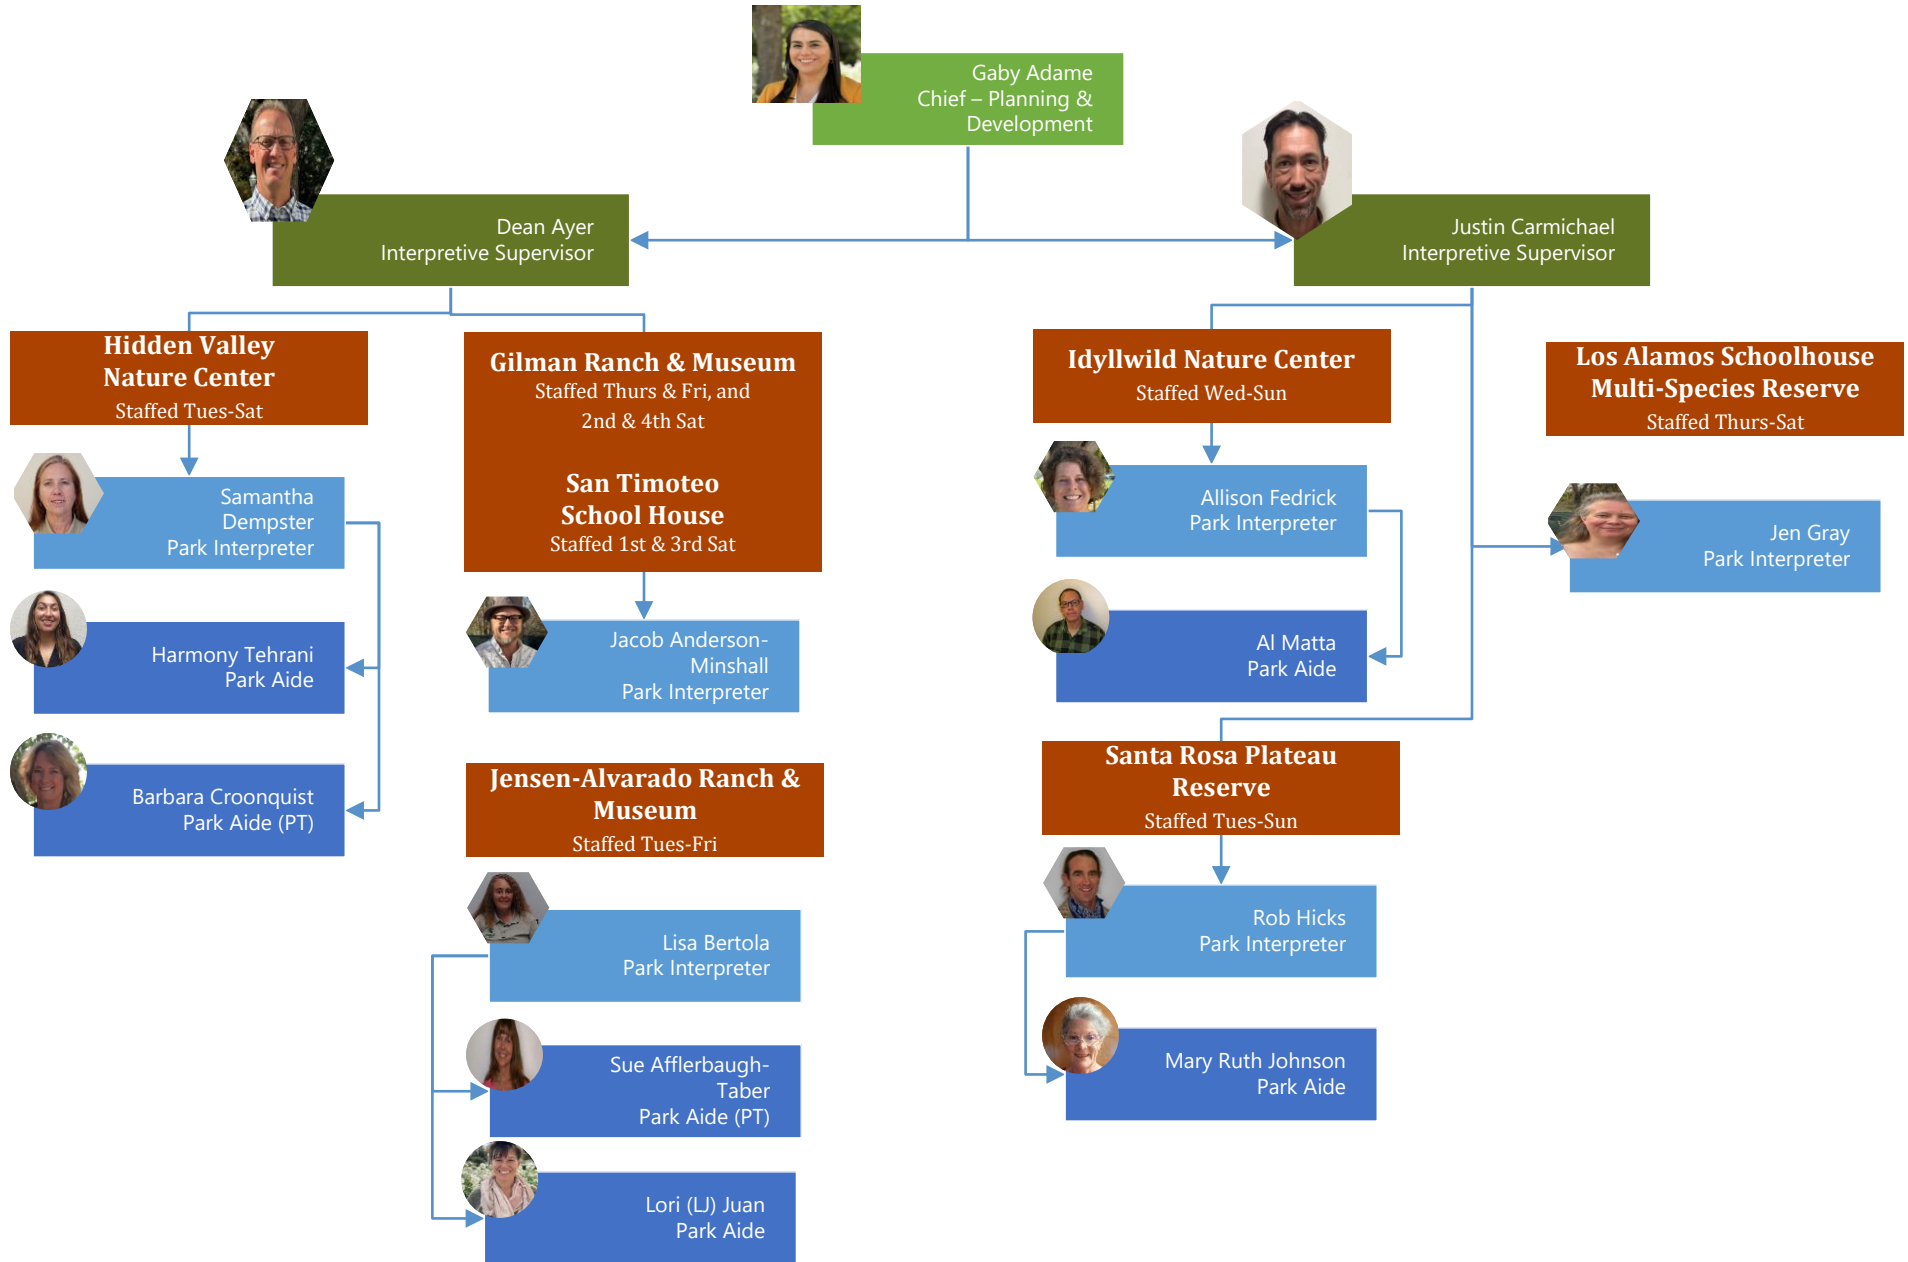 Gaby Adame
Chief – Planning &
Development
Dean Ayer
Interpretive Supervisor
Justin Carmichael
Interpretive Supervisor
Hidden Valley
Nature Center
Staffed Tues-Sat
Samantha
Dempster
Park Interpreter
Harmony Tehrani
Park Aide
Barbara Croonquist
Park Aide (PT)
Gilman Ranch & Museum
Staffed Thurs & Fri, and
2nd & 4th Sat
San Timoteo
School House
Staffed 1st & 3rd Sat
Jacob Anderson-
Minshall
Park Interpreter
Jensen-Alvarado Ranch &
Museum
Staffed Tues-Fri
Lisa Bertola
Park Interpreter
Sue Afflerbaugh-
Taber
Park Aide (PT)
Lori (LJ) Juan
Park Aide
Idyllwild Nature Center
Staffed Wed-Sun
Allison Fedrick
Park Interpreter
Al Matta
Park Aide
Santa Rosa Plateau
Reserve
Staffed Tues-Sun
Rob Hicks
Park Interpreter
Mary Ruth Johnson
Park Aide
Los Alamos Schoolhouse
Multi-Species Reserve
Staffed Thurs-Sat
Jen Gray
Park Interpreter